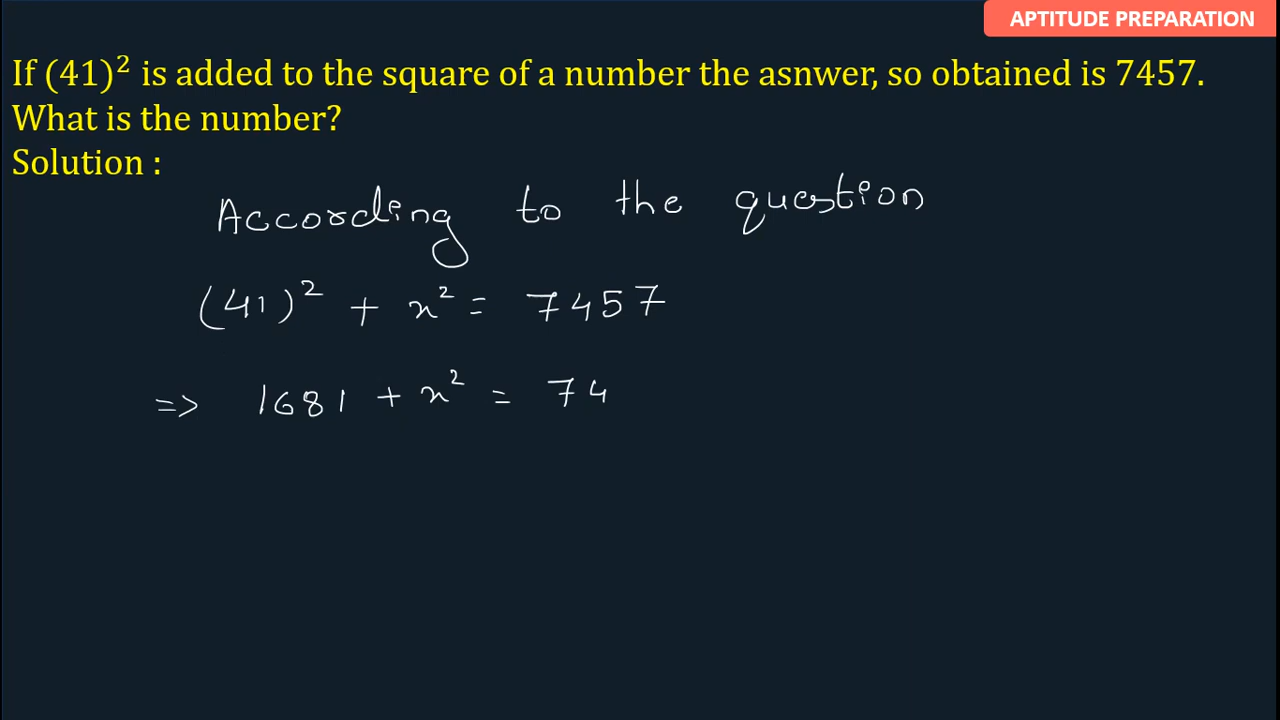 APTITUDE PREPARATION
If (41)² is added to the square of a number the asnwer, so obtained is 7457.
What is the number?
Solution :
According to the question
(41)² + x² = 7457
=> 1681 + x² = 74